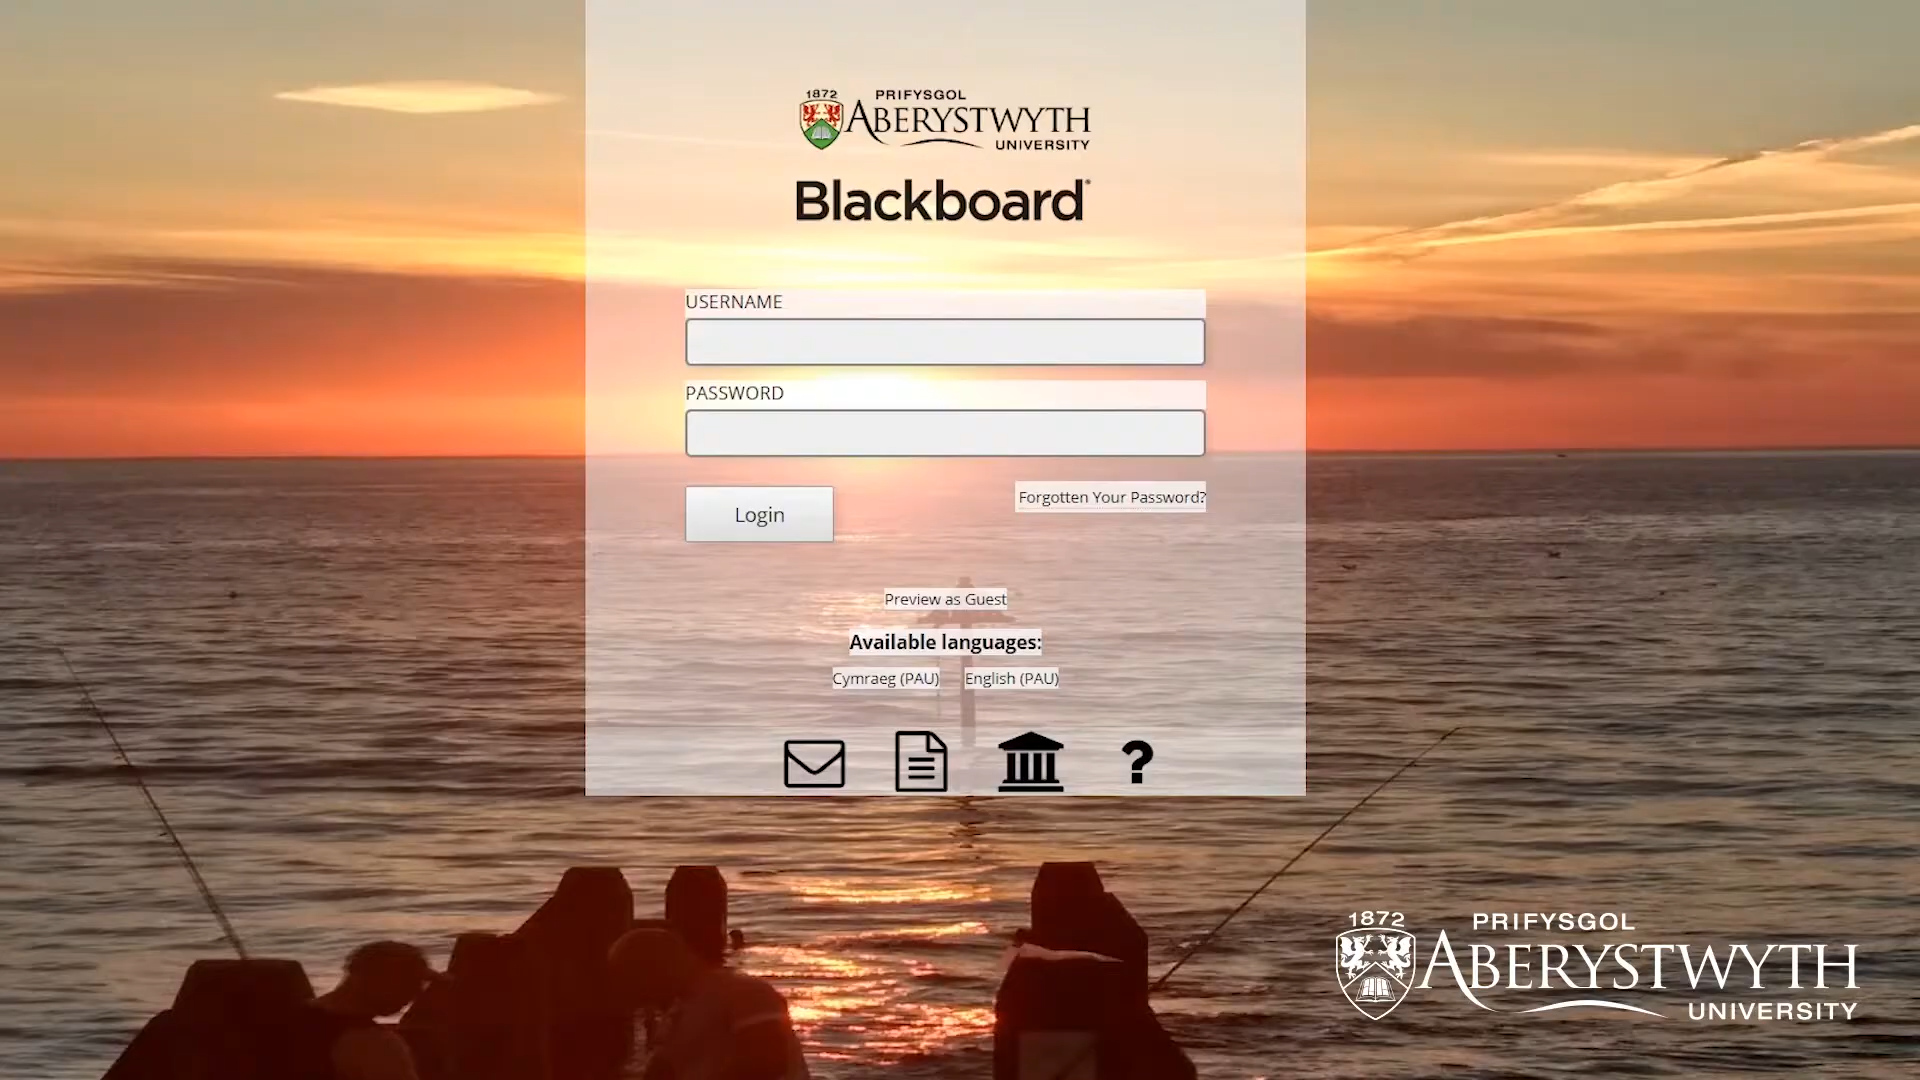 1872 PRIFYSGOL
ABERYSTWYTH
UNIVERSITY
Blackboard
USERNAME
PASSWORD
Login
Forgotten Your Password?
Preview as Guest
Available languages:
Cymraeg (PAU) English (PAU)
?
1872 PRIFYSGOL
ABERYSTWYTH
UNIVERSITY